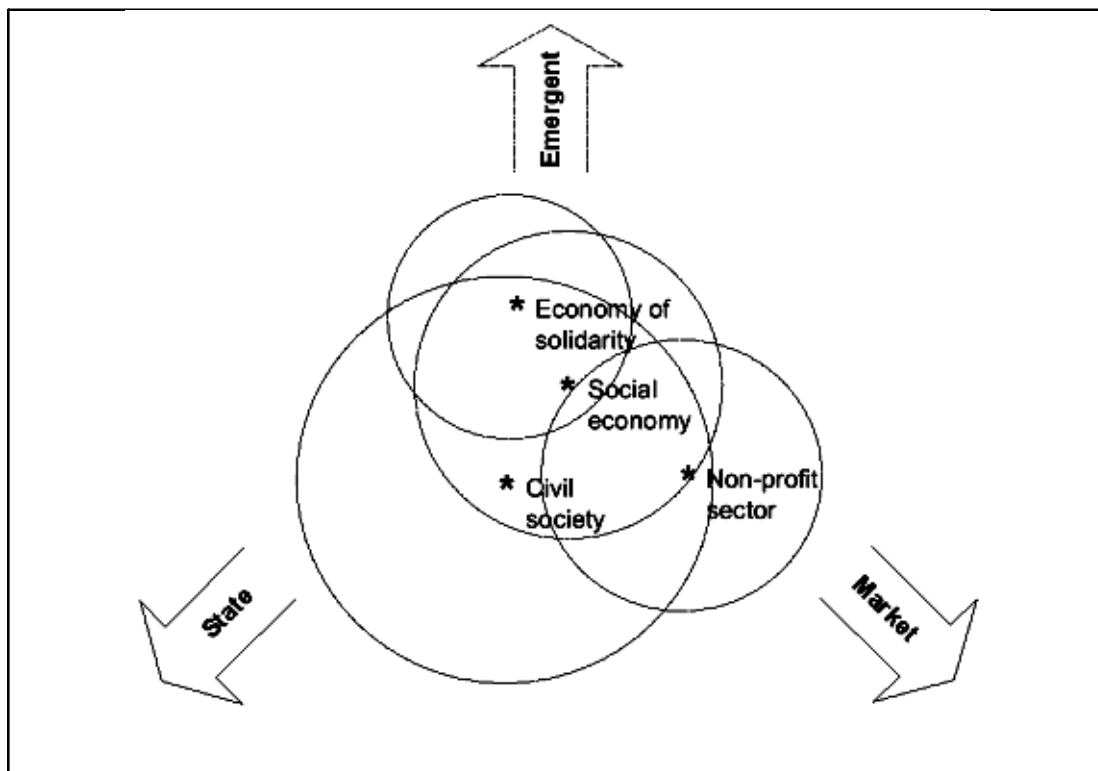 Emergent
* Economy of
solidarity
* Social
economy
* Civil
society
* Non-profit
sector
State
Market